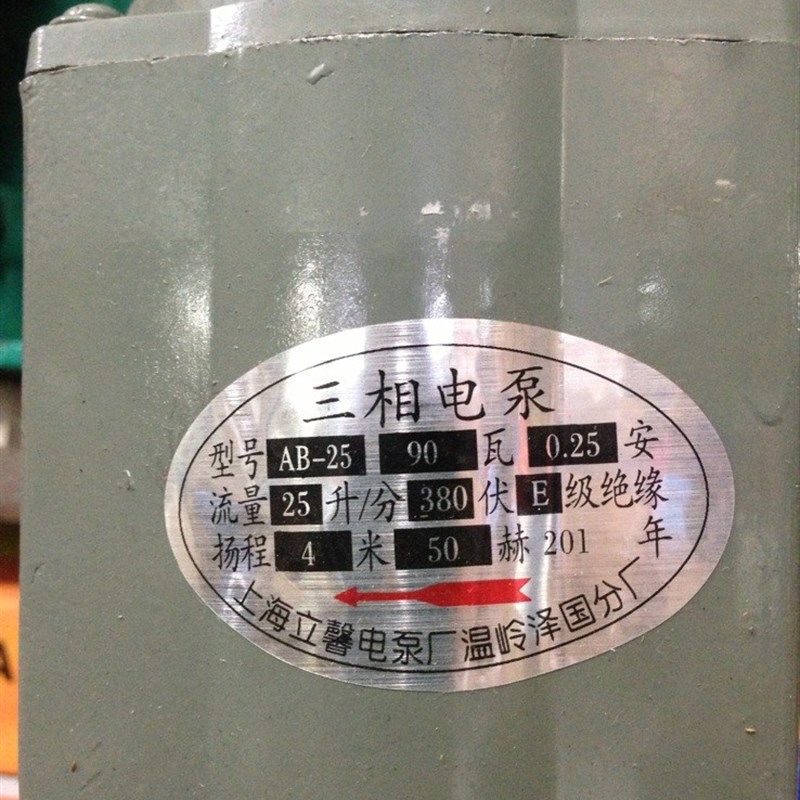 三相电泵
型号 AB-25 90 瓦 0.25 安
流量 25 升/分 380 伏 E 级绝缘
扬程 4 米 50 赫 201 年
上海立馨电泵厂温岭泽国分厂
A